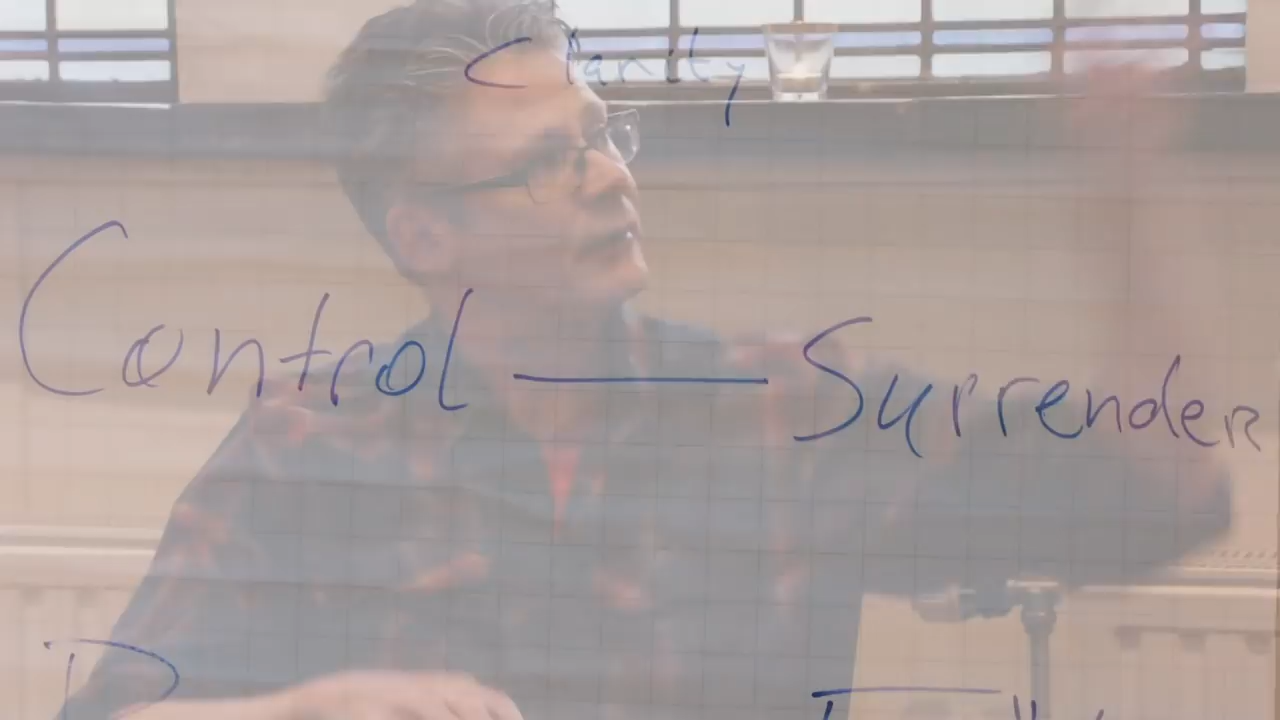 Clarity
Control — Surrender